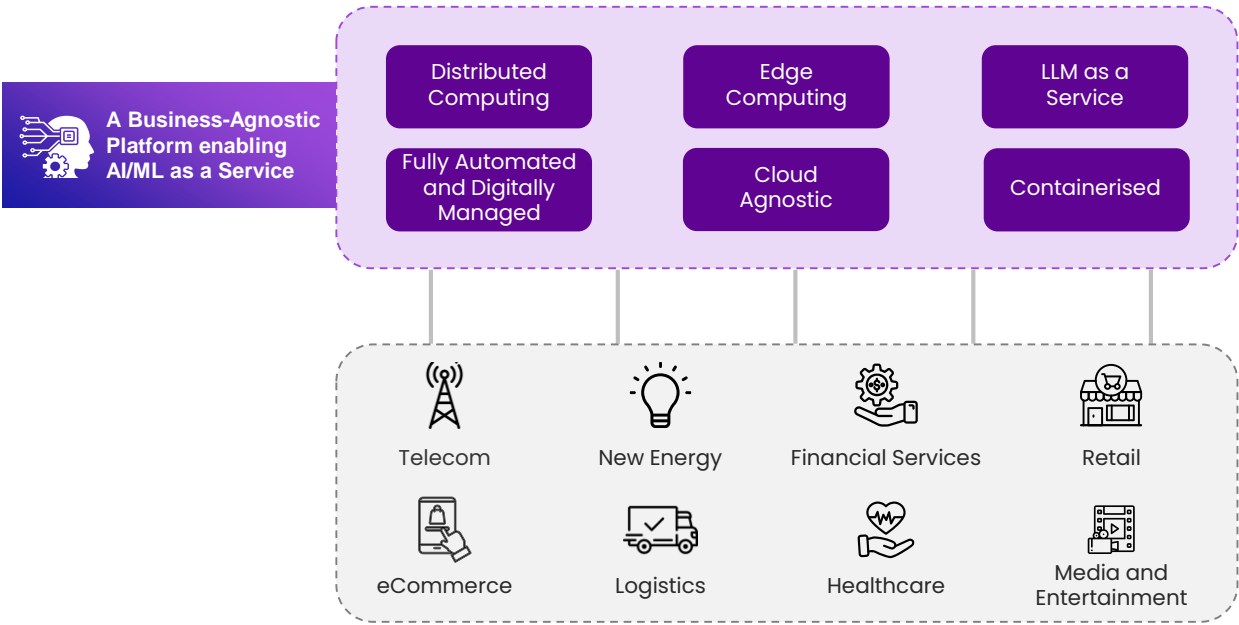 A Business-Agnostic
Platform enabling
AI/ML as a Service
Distributed
Computing
Edge
Computing
LLM as a
Service
Fully Automated
and Digitally
Managed
Cloud
Agnostic
Containerised
Telecom
New Energy
Financial Services
Retail
eCommerce
Logistics
Healthcare
Media and
Entertainment